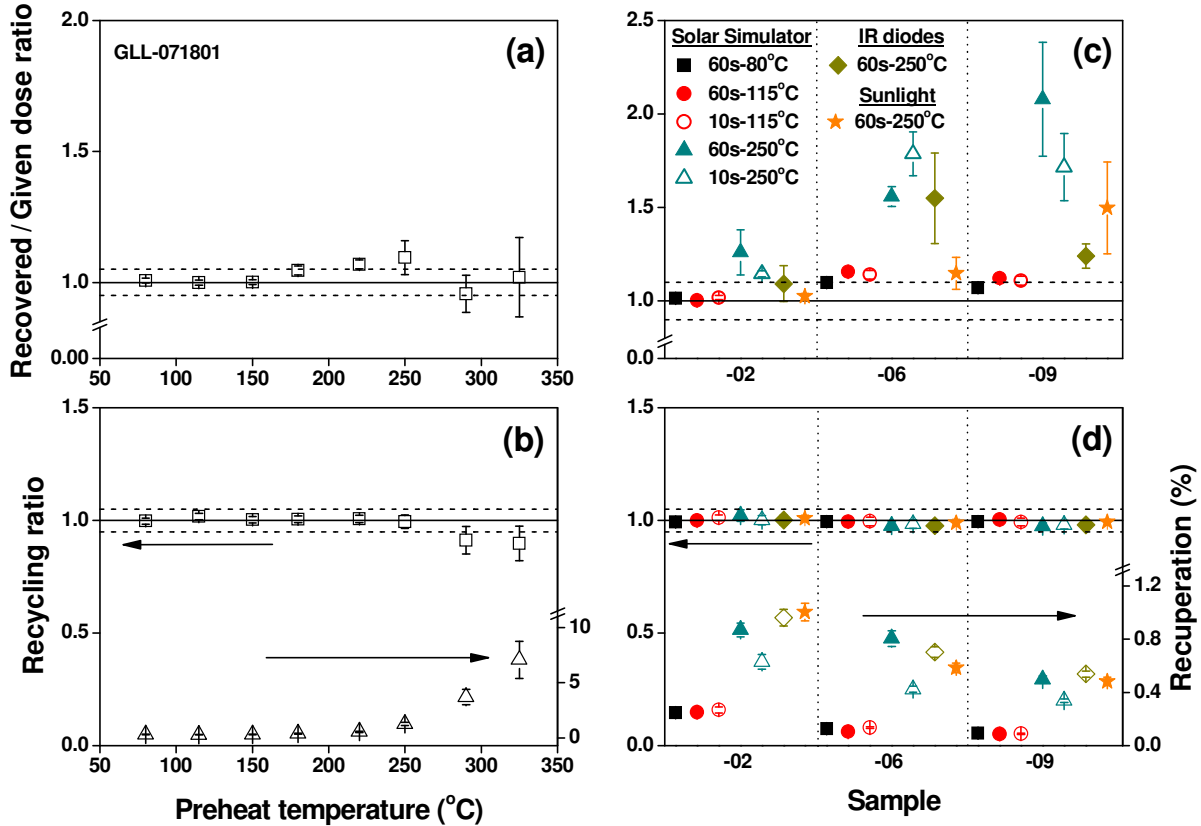 Recovered / Given dose ratio
2.0
1.5
1.0
0.00
GLL-071801
(a)
50 100 150 200 250 300 350
2.5
2.0
1.5
1.0
0.0
Solar Simulator
60s-80°C
60s-115°C
10s-115°C
60s-250°C
10s-250°C
IR diodes
60s-250°C
Sunlight
60s-250°C
(c)
-02 -06 -09
Recycling ratio
1.5
1.0
0.5
0.0
(b)
10
5
0
50 100 150 200 250 300 350
Preheat temperature (°C)
1.5
1.0
0.5
0.0
(d)
1.2
0.8
0.4
0.0
Recuperation (%)
-02 -06 -09
Sample